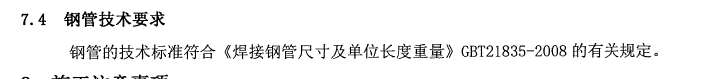 7.4 钢管技术要求
钢管的技术标准符合《焊接钢管尺寸及单位长度重量》GBT21835-2008 的有关规定。